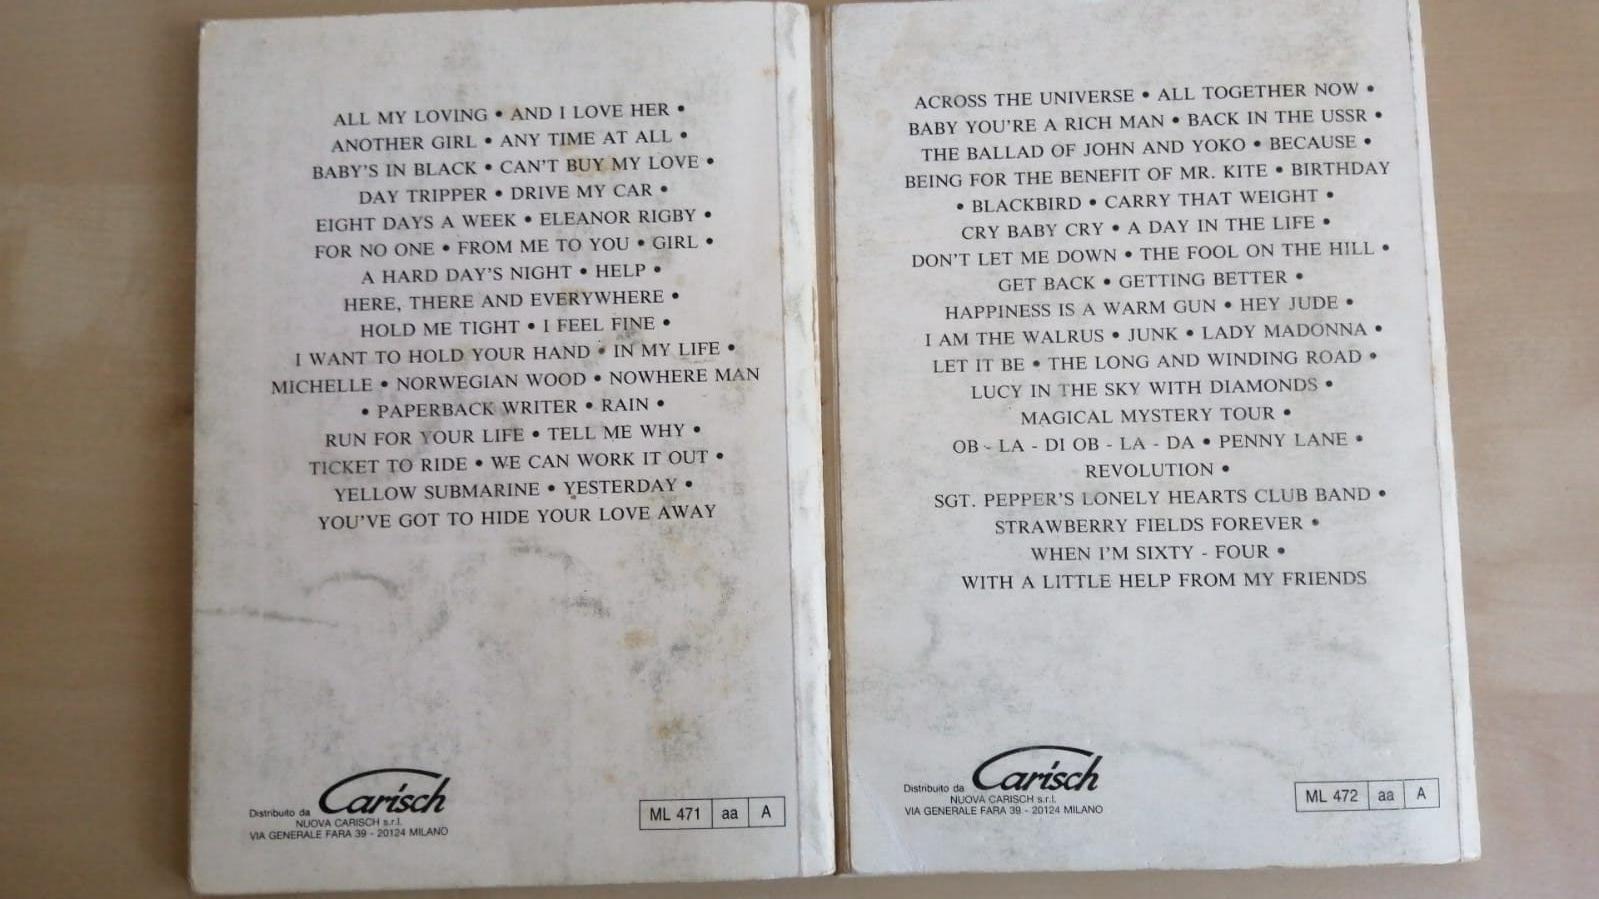 ALL MY LOVING • AND I LOVE HER •
ANOTHER GIRL • ANY TIME AT ALL •
BABY'S IN BLACK • CAN'T BUY MY LOVE •
DAY TRIPPER • DRIVE MY CAR •
EIGHT DAYS A WEEK • ELEANOR RIGBY •
FOR NO ONE • FROM ME TO YOU • GIRL •
A HARD DAY'S NIGHT • HELP •
HERE, THERE AND EVERYWHERE •
HOLD ME TIGHT • I FEEL FINE •
I WANT TO HOLD YOUR HAND • IN MY LIFE •
MICHELLE • NORWEGIAN WOOD • NOWHERE MAN
• PAPERBACK WRITER • RAIN •
RUN FOR YOUR LIFE • TELL ME WHY •
TICKET TO RIDE • WE CAN WORK IT OUT •
YELLOW SUBMARINE • YESTERDAY •
YOU'VE GOT TO HIDE YOUR LOVE AWAY
Distribuito da Carisch
NUOVA CARISCH s.r.l.
VIA GENERALE FARA 39 - 20124 MILANO
ML 471 aa A
ACROSS THE UNIVERSE • ALL TOGETHER NOW •
BABY YOU'RE A RICH MAN • BACK IN THE USSR •
THE BALLAD OF JOHN AND YOKO • BECAUSE •
BEING FOR THE BENEFIT OF MR. KITE • BIRTHDAY
• BLACKBIRD • CARRY THAT WEIGHT •
CRY BABY CRY • A DAY IN THE LIFE •
DON'T LET ME DOWN • THE FOOL ON THE HILL •
GET BACK • GETTING BETTER •
HAPPINESS IS A WARM GUN • HEY JUDE •
I AM THE WALRUS • JUNK • LADY MADONNA •
LET IT BE • THE LONG AND WINDING ROAD •
LUCY IN THE SKY WITH DIAMONDS •
MAGICAL MYSTERY TOUR •
OB - LA - DI OB - LA - DA • PENNY LANE •
REVOLUTION •
SGT. PEPPER'S LONELY HEARTS CLUB BAND •
STRAWBERRY FIELDS FOREVER •
WHEN I'M SIXTY - FOUR •
WITH A LITTLE HELP FROM MY FRIENDS
Distribuito da Carisch
NUOVA CARISCH s.r.l.
VIA GENERALE FARA 39 - 20124 MILANO
ML 472 aa A